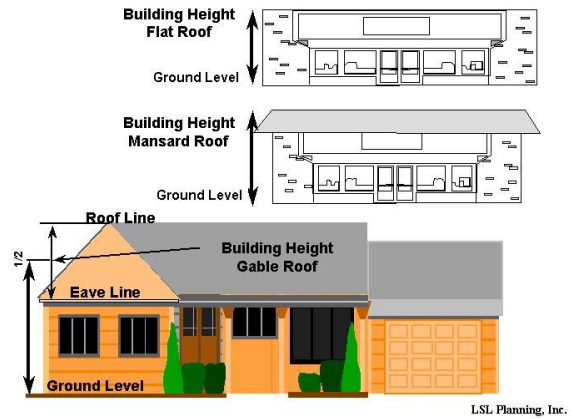 Building Height
Flat Roof
Ground Level
Building Height
Mansard Roof
Ground Level
Roof Line
1/2
Building Height
Gable Roof
Eave Line
Ground Level
LSL Planning, Inc.